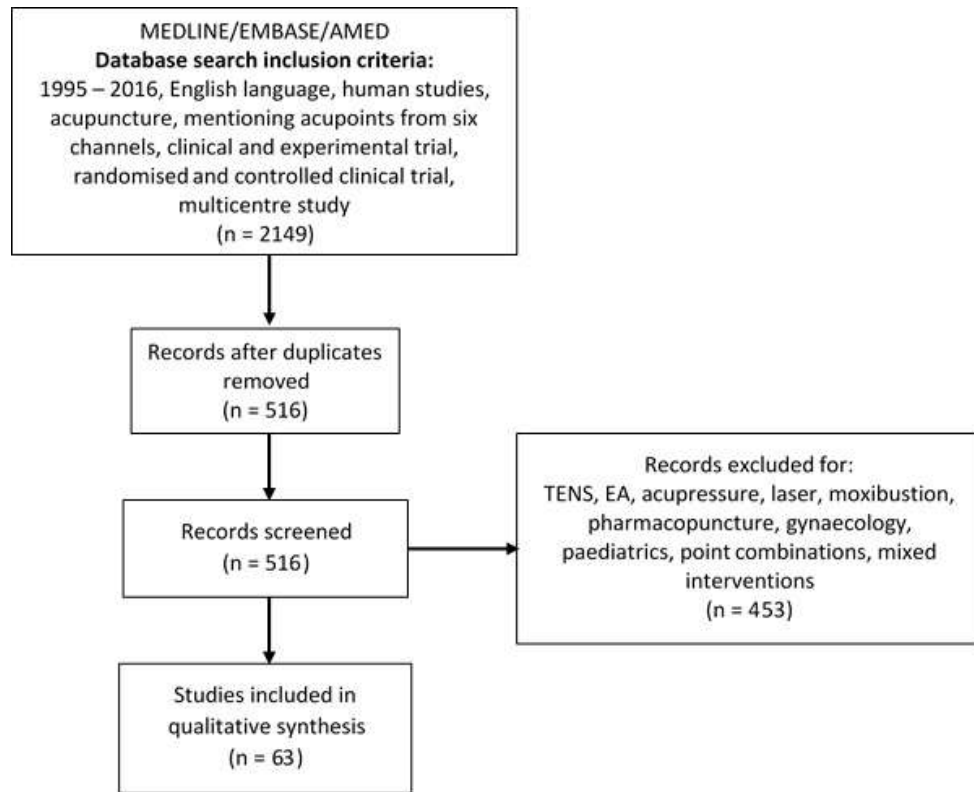 MEDLINE/EMBASE/AMED
Database search inclusion criteria:
1995 – 2016, English language, human studies,
acupuncture, mentioning acupoints from six
channels, clinical and experimental trial,
randomised and controlled clinical trial,
multicentre study
(n = 2149)
Records after duplicates
removed
(n = 516)
Records screened
(n = 516)
Records excluded for:
TENS, EA, acupressure, laser, moxibustion,
pharmacopuncture, gynaecology,
paediatrics, point combinations, mixed
interventions
(n = 453)
Studies included in
qualitative synthesis
(n = 63)